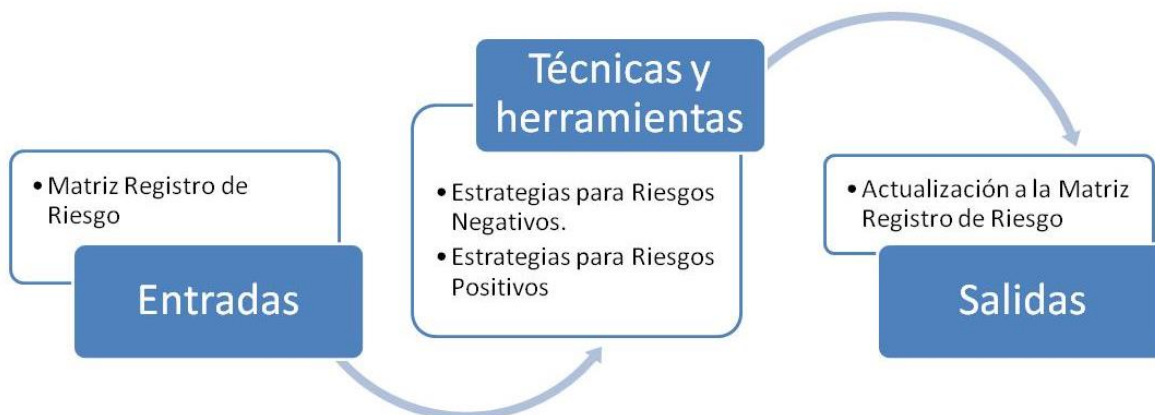 • Matriz Registro de
Riesgo
Entradas
Técnicas y
herramientas
• Estrategias para Riesgos
Negativos.
• Estrategias para Riesgos
Positivos
• Actualización a la Matriz
Registro de Riesgo
Salidas